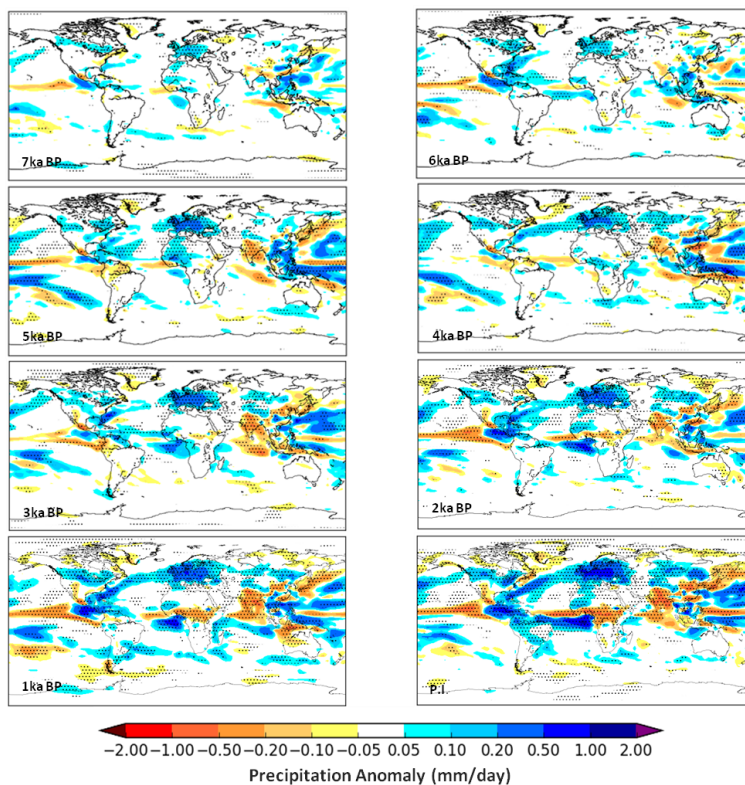 7ka BP
6ka BP
5ka BP
4ka BP
3ka BP
2ka BP
1ka BP
P.I.
−2.00 −1.00 −0.50 −0.20 −0.10 −0.05 0.05 0.10 0.20 0.50 1.00 2.00
Precipitation Anomaly (mm/day)